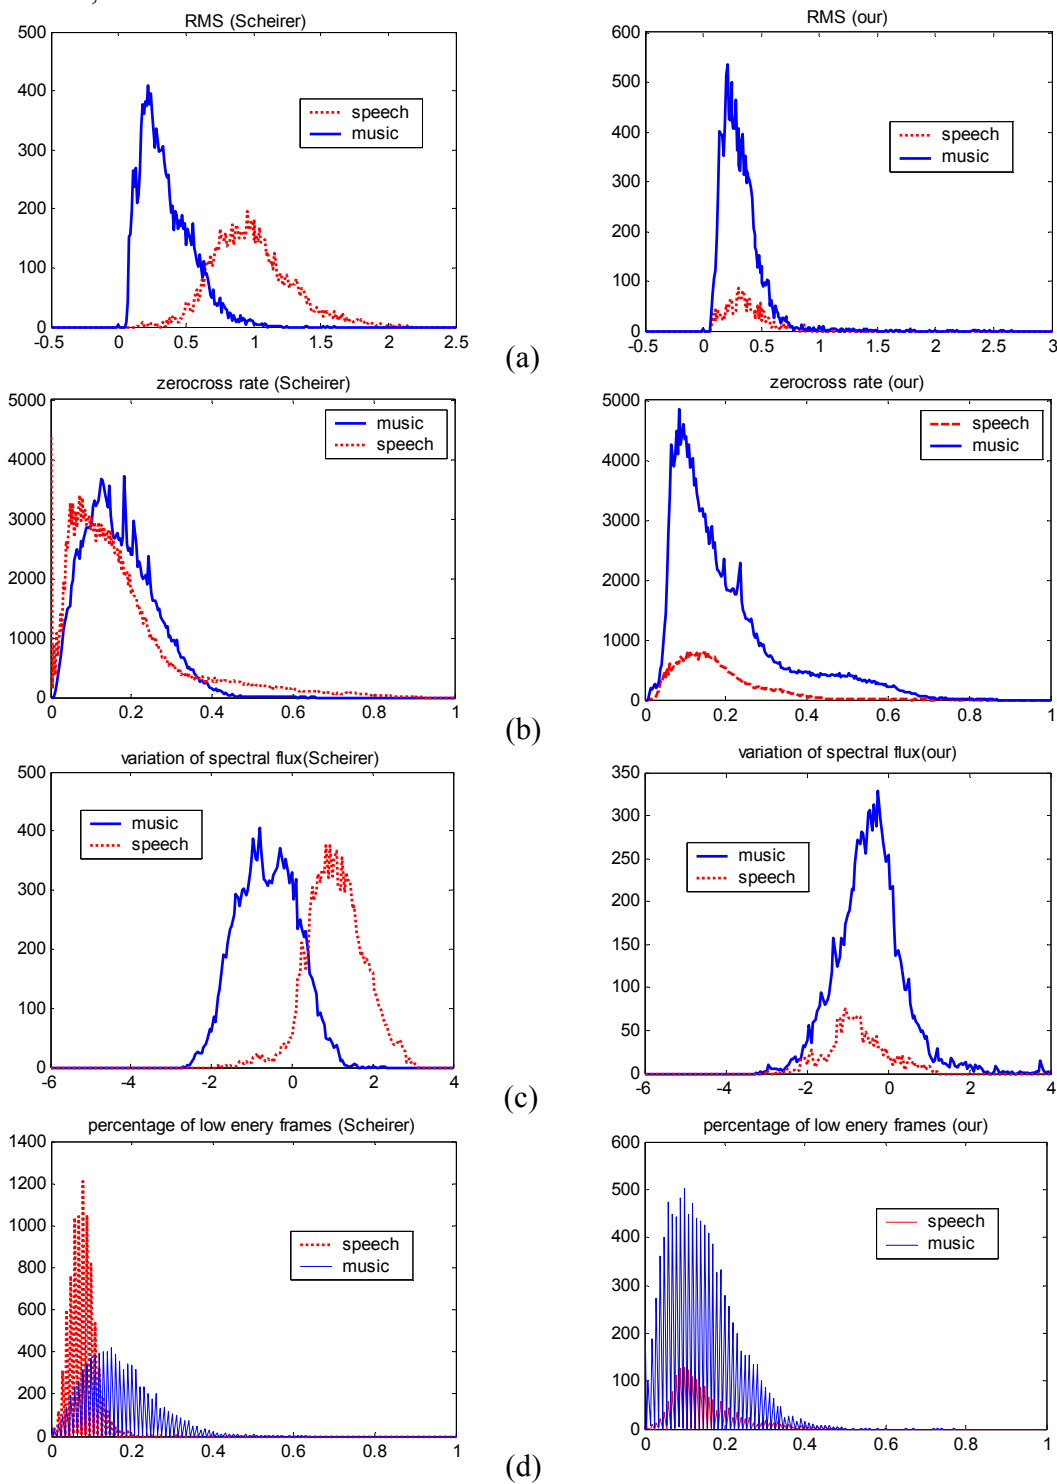 RMS (Scheirer)
500
400
300
200
100
0
-0.5 0 0.5 1 1.5 2 2.5
speech
music
RMS (our)
600
500
400
300
200
100
0
-0.5 0 0.5 1 1.5 2 2.5 3
speech
music
(a)
zerocross rate (Scheirer)
5000
4000
3000
2000
1000
0
0 0.2 0.4 0.6 0.8 1
music
speech
zerocross rate (our)
5000
4000
3000
2000
1000
0
0 0.2 0.4 0.6 0.8 1
speech
music
(b)
variation of spectral flux(Scheirer)
500
400
300
200
100
0
-6 -4 -2 0 2 4
music
speech
variation of spectral flux(our)
350
300
250
200
150
100
50
0
-6 -4 -2 0 2 4
music
speech
(c)
percentage of low enery frames (Scheirer)
1400
1200
1000
800
600
400
200
0
0 0.2 0.4 0.6 0.8 1
speech
music
percentage of low enery frames (our)
600
500
400
300
200
100
0
0 0.2 0.4 0.6 0.8 1
speech
music
(d)